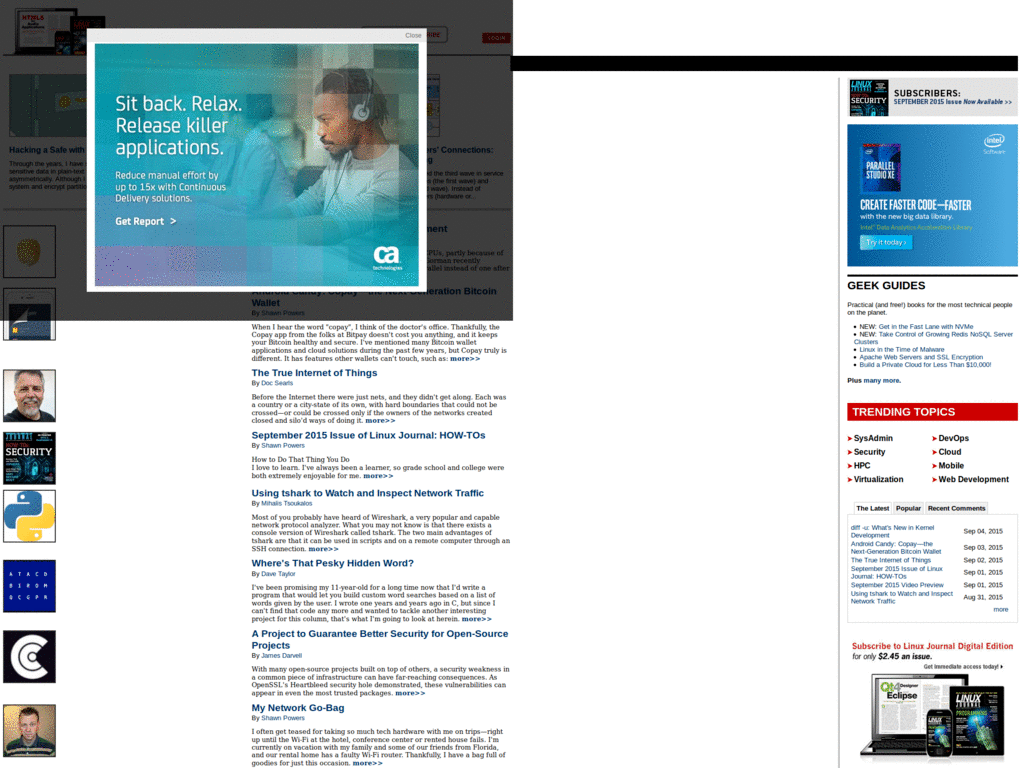 HTML5
IBE
LOGIN
Close
Sit back. Relax.
Release killer
applications.
Reduce manual effort by
up to 15x with Continuous
Delivery solutions.
Get Report >
ca
technologies
Hacking a Safe with
Through the years, I have
sensitive data in plain-text
asymmetrically. Although
system and encrypt partitio
ers' Connections:
g
d the third wave in service
(the first wave) and
wave). Instead of
(hardware or...
ment
PUs, partly because of
orman recently
allel instead of one after
Android Candy: Copay—the Next-Generation Bitcoin
Wallet
By Shawn Powers
When I hear the word "copay", I think of the doctor's office. Thankfully, the
Copay app from the folks at Bitpay doesn't cost you anything, and it keeps
your Bitcoin healthy and secure. I've mentioned many Bitcoin wallet
applications and cloud solutions during the past few years, but Copay truly is
different. It has features other wallets can't touch, such as: more>>
The True Internet of Things
By Doc Searls
Before the Internet there were just nets, and they didn't get along. Each was
a country or a city-state of its own, with hard boundaries that could not be
crossed—or could be crossed only if the owners of the networks created
closed and silo'd ways of doing it. more>>
September 2015 Issue of Linux Journal: HOW-TOs
By Shawn Powers
How to Do That Thing You Do
I love to learn. I've always been a learner, so grade school and college were
both extremely enjoyable for me. more>>
Using tshark to Watch and Inspect Network Traffic
By Mihalis Tsoukalos
Most of you probably have heard of Wireshark, a very popular and capable
network protocol analyzer. What you may not know is that there exists a
console version of Wireshark called tshark. The two main advantages of
tshark are that it can be used in scripts and on a remote computer through an
SSH connection. more>>
Where's That Pesky Hidden Word?
By Dave Taylor
I've been promising my 11-year-old for a long time now that I'd write a
program that would let you build custom word searches based on a list of
words given by the user. I wrote one years and years ago in C, but since I
can't find that code any more and wanted to tackle another interesting
project for this column, that's what I'm going to look at herein. more>>
A Project to Guarantee Better Security for Open-Source
Projects
By James Darvell
With many open-source projects built on top of others, a security weakness in
a common piece of infrastructure can have far-reaching consequences. As
OpenSSL's Heartbleed security hole demonstrated, these vulnerabilities can
appear in even the most trusted packages. more>>
My Network Go-Bag
By Shawn Powers
I often get teased for taking so much tech hardware with me on trips—right
up until the Wi-Fi at the hotel, conference center or rented house fails. I'm
currently on vacation with my family and some of our friends from Florida,
and our rental home has a faulty Wi-Fi router. Thankfully, I have a bag full of
goodies for just this occasion. more>>
SECURITY
A T A C D
B I R O M
Q C G P R
LINUX
SECURITY
SUBSCRIBERS:
SEPTEMBER 2015 Issue Now Available >>
intel
Software
PARALLEL
STUDIO XE
CREATE FASTER CODE—FASTER
with the new big data library.
Intel® Data Analytics Acceleration Library
Try it today ›
GEEK GUIDES
Practical (and free!) books for the most technical people
on the planet.
NEW: Get in the Fast Lane with NVMe
NEW: Take Control of Growing Redis NoSQL Server
Clusters
Linux in the Time of Malware
Apache Web Servers and SSL Encryption
Build a Private Cloud for Less Than $10,000!
Plus many more.
TRENDING TOPICS
SysAdmin DevOps
Security Cloud
HPC Mobile
Virtualization Web Development
The Latest Popular Recent Comments
diff -u: What's New in Kernel
Development Sep 04, 2015
Android Candy: Copay—the
Next-Generation Bitcoin Wallet Sep 03, 2015
The True Internet of Things Sep 02, 2015
September 2015 Issue of Linux
Journal: HOW-TOs Sep 01, 2015
September 2015 Video Preview Sep 01, 2015
Using tshark to Watch and Inspect
Network Traffic Aug 31, 2015
more
Subscribe to Linux Journal Digital Edition
for only $2.45 an issue.
Get immediate access today!
Qt4 Designer
Eclipse
LINUX
JOURNAL
PROGRAMMING